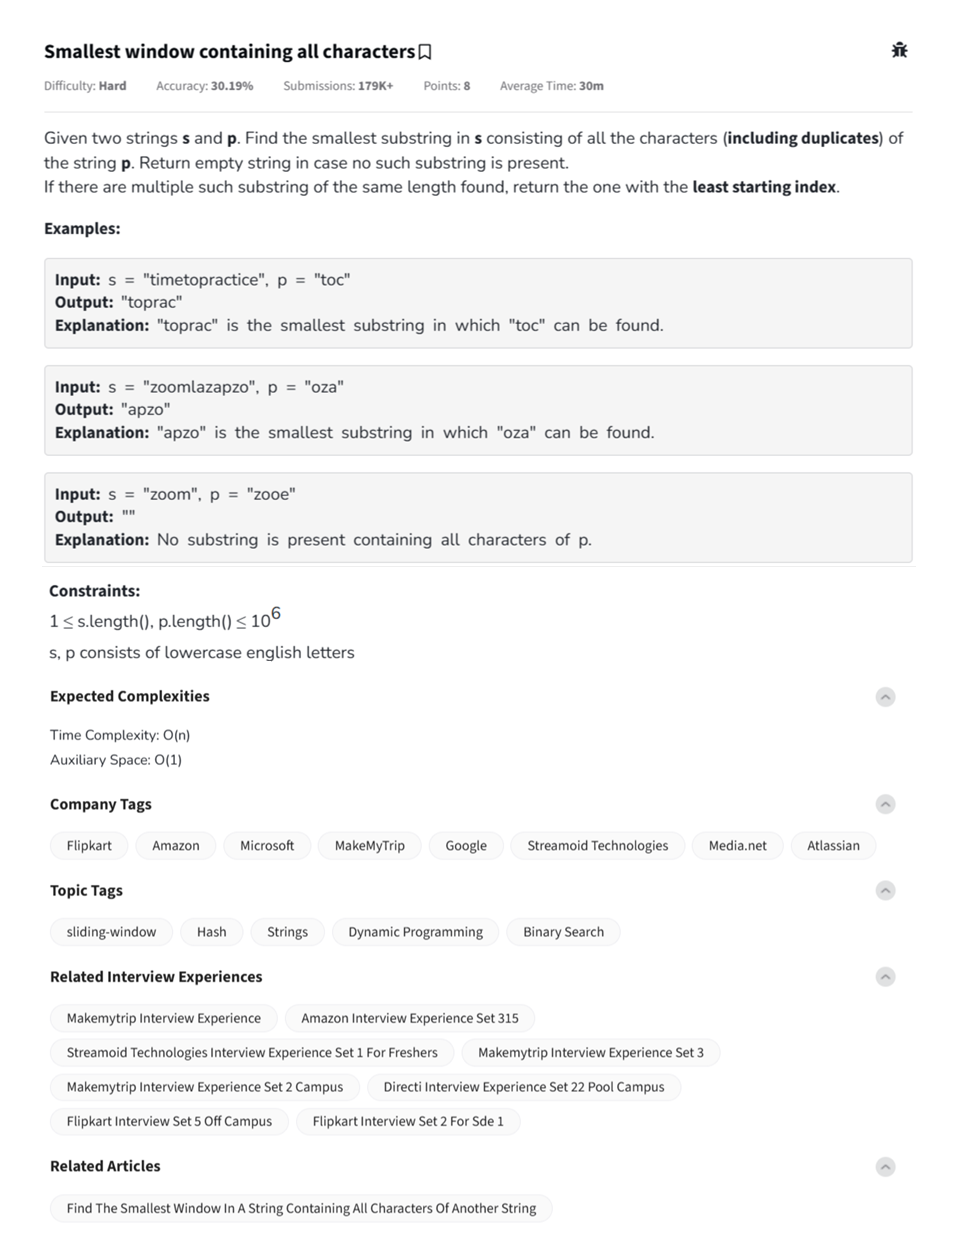 Smallest window containing all characters
Difficulty: Hard Accuracy: 30.19% Submissions: 179K+ Points: 8 Average Time: 30m
Given two strings s and p. Find the smallest substring in s consisting of all the characters (including duplicates) of
the string p. Return empty string in case no such substring is present.
If there are multiple such substring of the same length found, return the one with the least starting index.
Examples:
Input: s = "timetopractice", p = "toc"
Output: "toprac"
Explanation: "toprac" is the smallest substring in which "toc" can be found.
Input: s = "zoomlazapzo", p = "oza"
Output: "apzo"
Explanation: "apzo" is the smallest substring in which "oza" can be found.
Input: s = "zoom", p = "zooe"
Output: ""
Explanation: No substring is present containing all characters of p.
Constraints:
1 ≤ s.length(), p.length() ≤ 10⁶
s, p consists of lowercase english letters
Expected Complexities
Time Complexity: O(n)
Auxiliary Space: O(1)
Company Tags
Flipkart Amazon Microsoft MakeMyTrip Google Streamoid Technologies Media.net Atlassian
Topic Tags
sliding-window Hash Strings Dynamic Programming Binary Search
Related Interview Experiences
Makemytrip Interview Experience Amazon Interview Experience Set 315
Streamoid Technologies Interview Experience Set 1 For Freshers Makemytrip Interview Experience Set 3
Makemytrip Interview Experience Set 2 Campus Directi Interview Experience Set 22 Pool Campus
Flipkart Interview Set 5 Off Campus Flipkart Interview Set 2 For Sde 1
Related Articles
Find The Smallest Window In A String Containing All Characters Of Another String